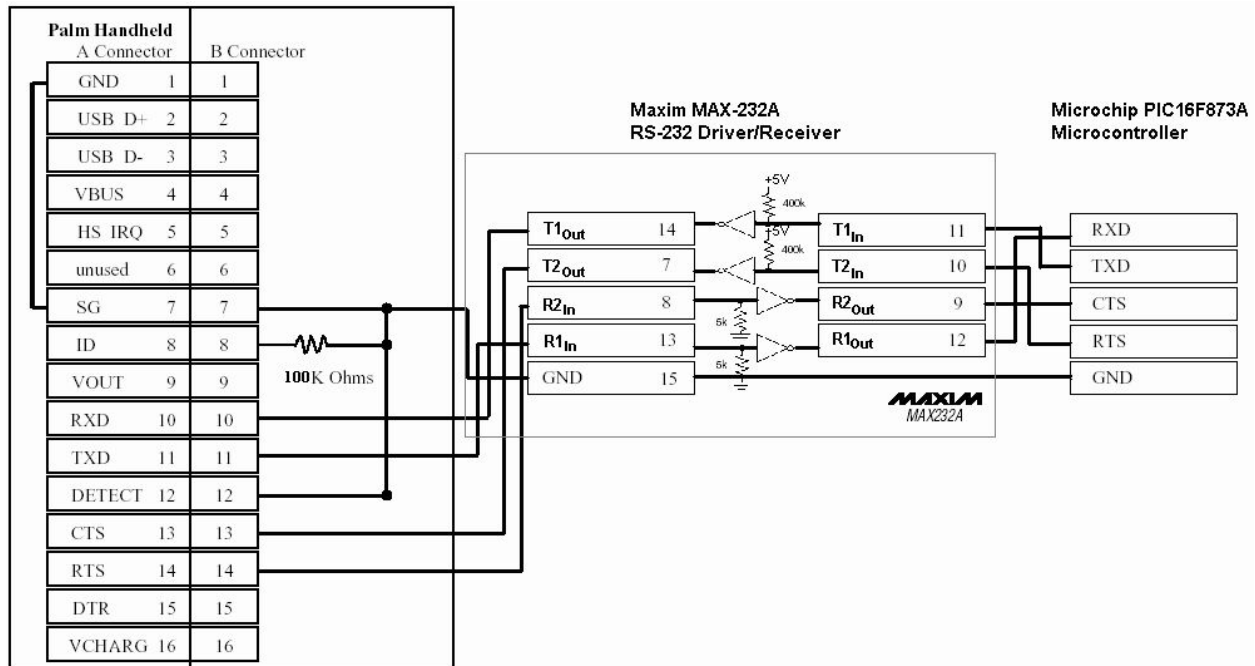 Palm Handheld
A Connector B Connector
GND 1 1
USB D+ 2 2
USB D- 3 3
VBUS 4 4
HS IRQ 5 5
unused 6 6
SG 7 7
ID 8 8
VOUT 9 9
RXD 10 10
TXD 11 11
DETECT 12 12
CTS 13 13
RTS 14 14
DTR 15 15
VCHARG 16 16
100K Ohms
Maxim MAX-232A
RS-232 Driver/Receiver
T1Out 14
T2Out 7
R2In 8
R1In 13
GND 15
+5V
400k
+5V
400k
5k
5k
T1In 11
T2In 10
R2Out 9
R1Out 12
MAXIM
MAX232A
Microchip PIC16F873A
Microcontroller
RXD
TXD
CTS
RTS
GND